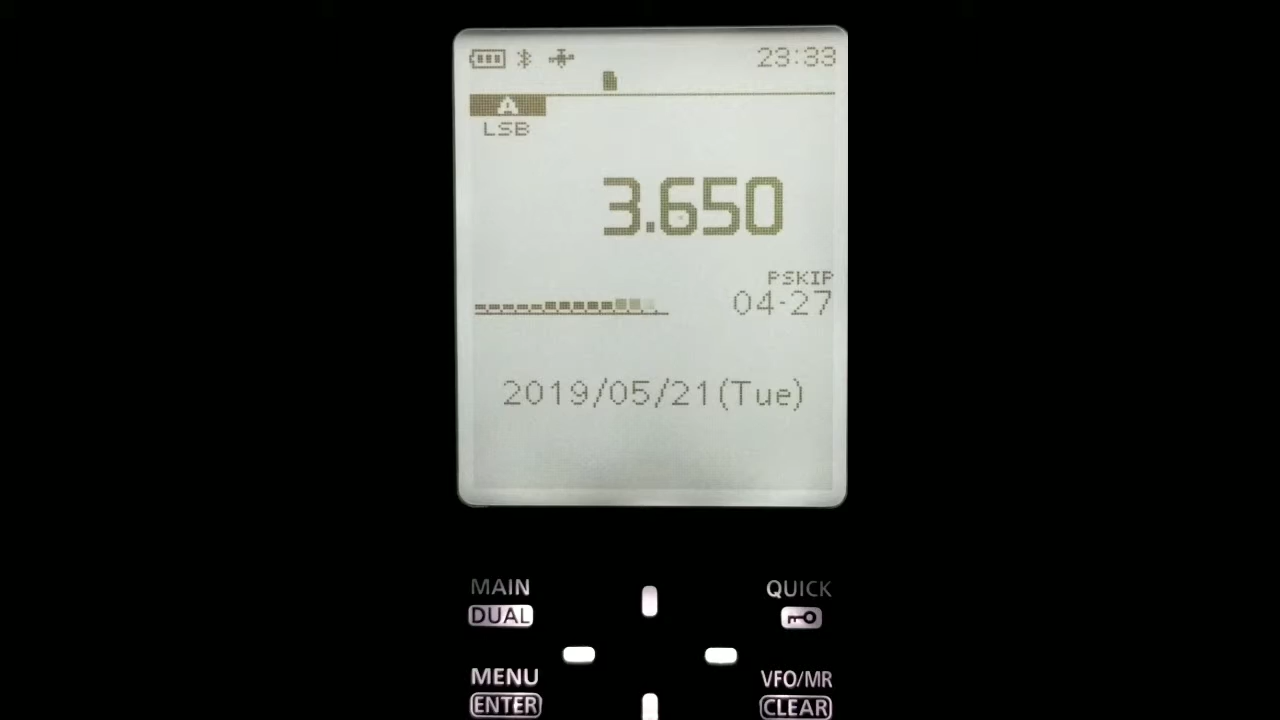 23:33
A
LSB
3.650
PSKIP
04-27
2019/05/21(Tue)
MAIN QUICK
DUAL
MENU VFO/MR
ENTER CLEAR